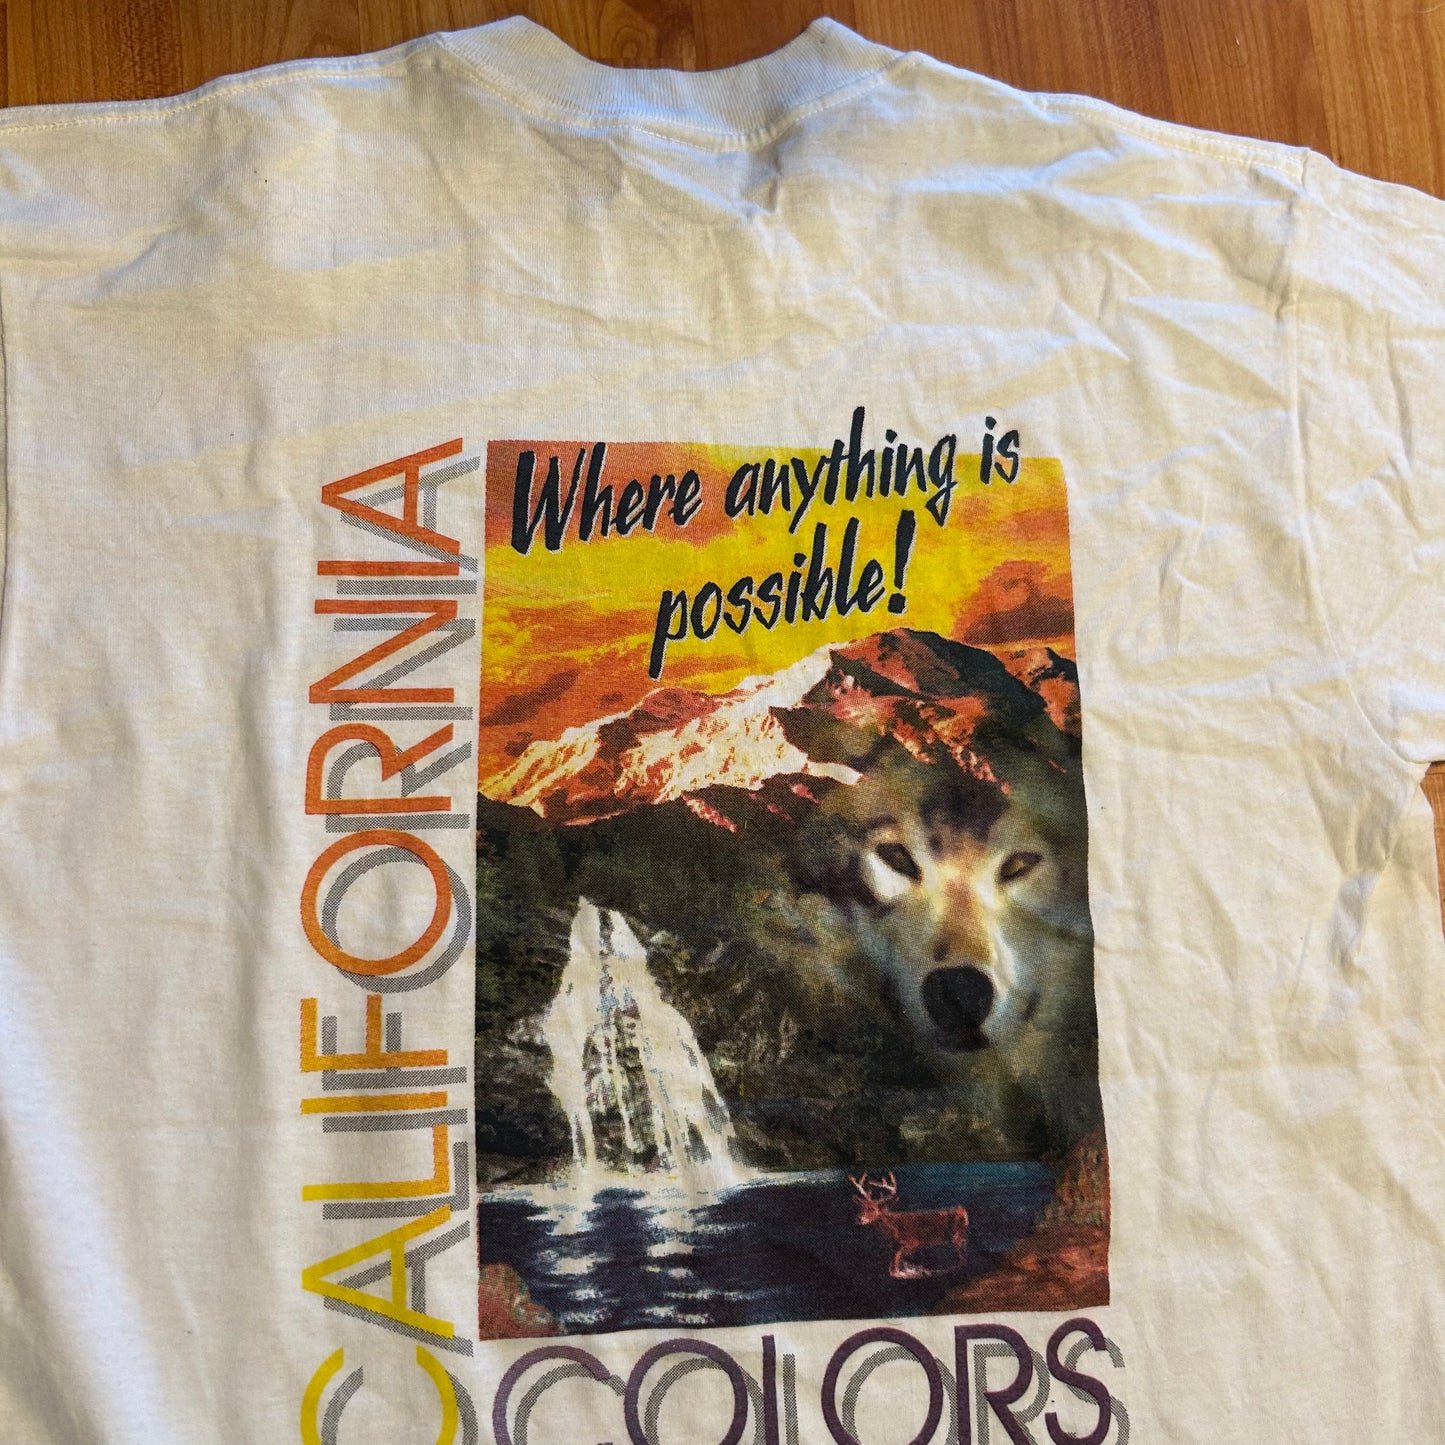 Where anything is
possible!
CALIFORNIA
COLORS